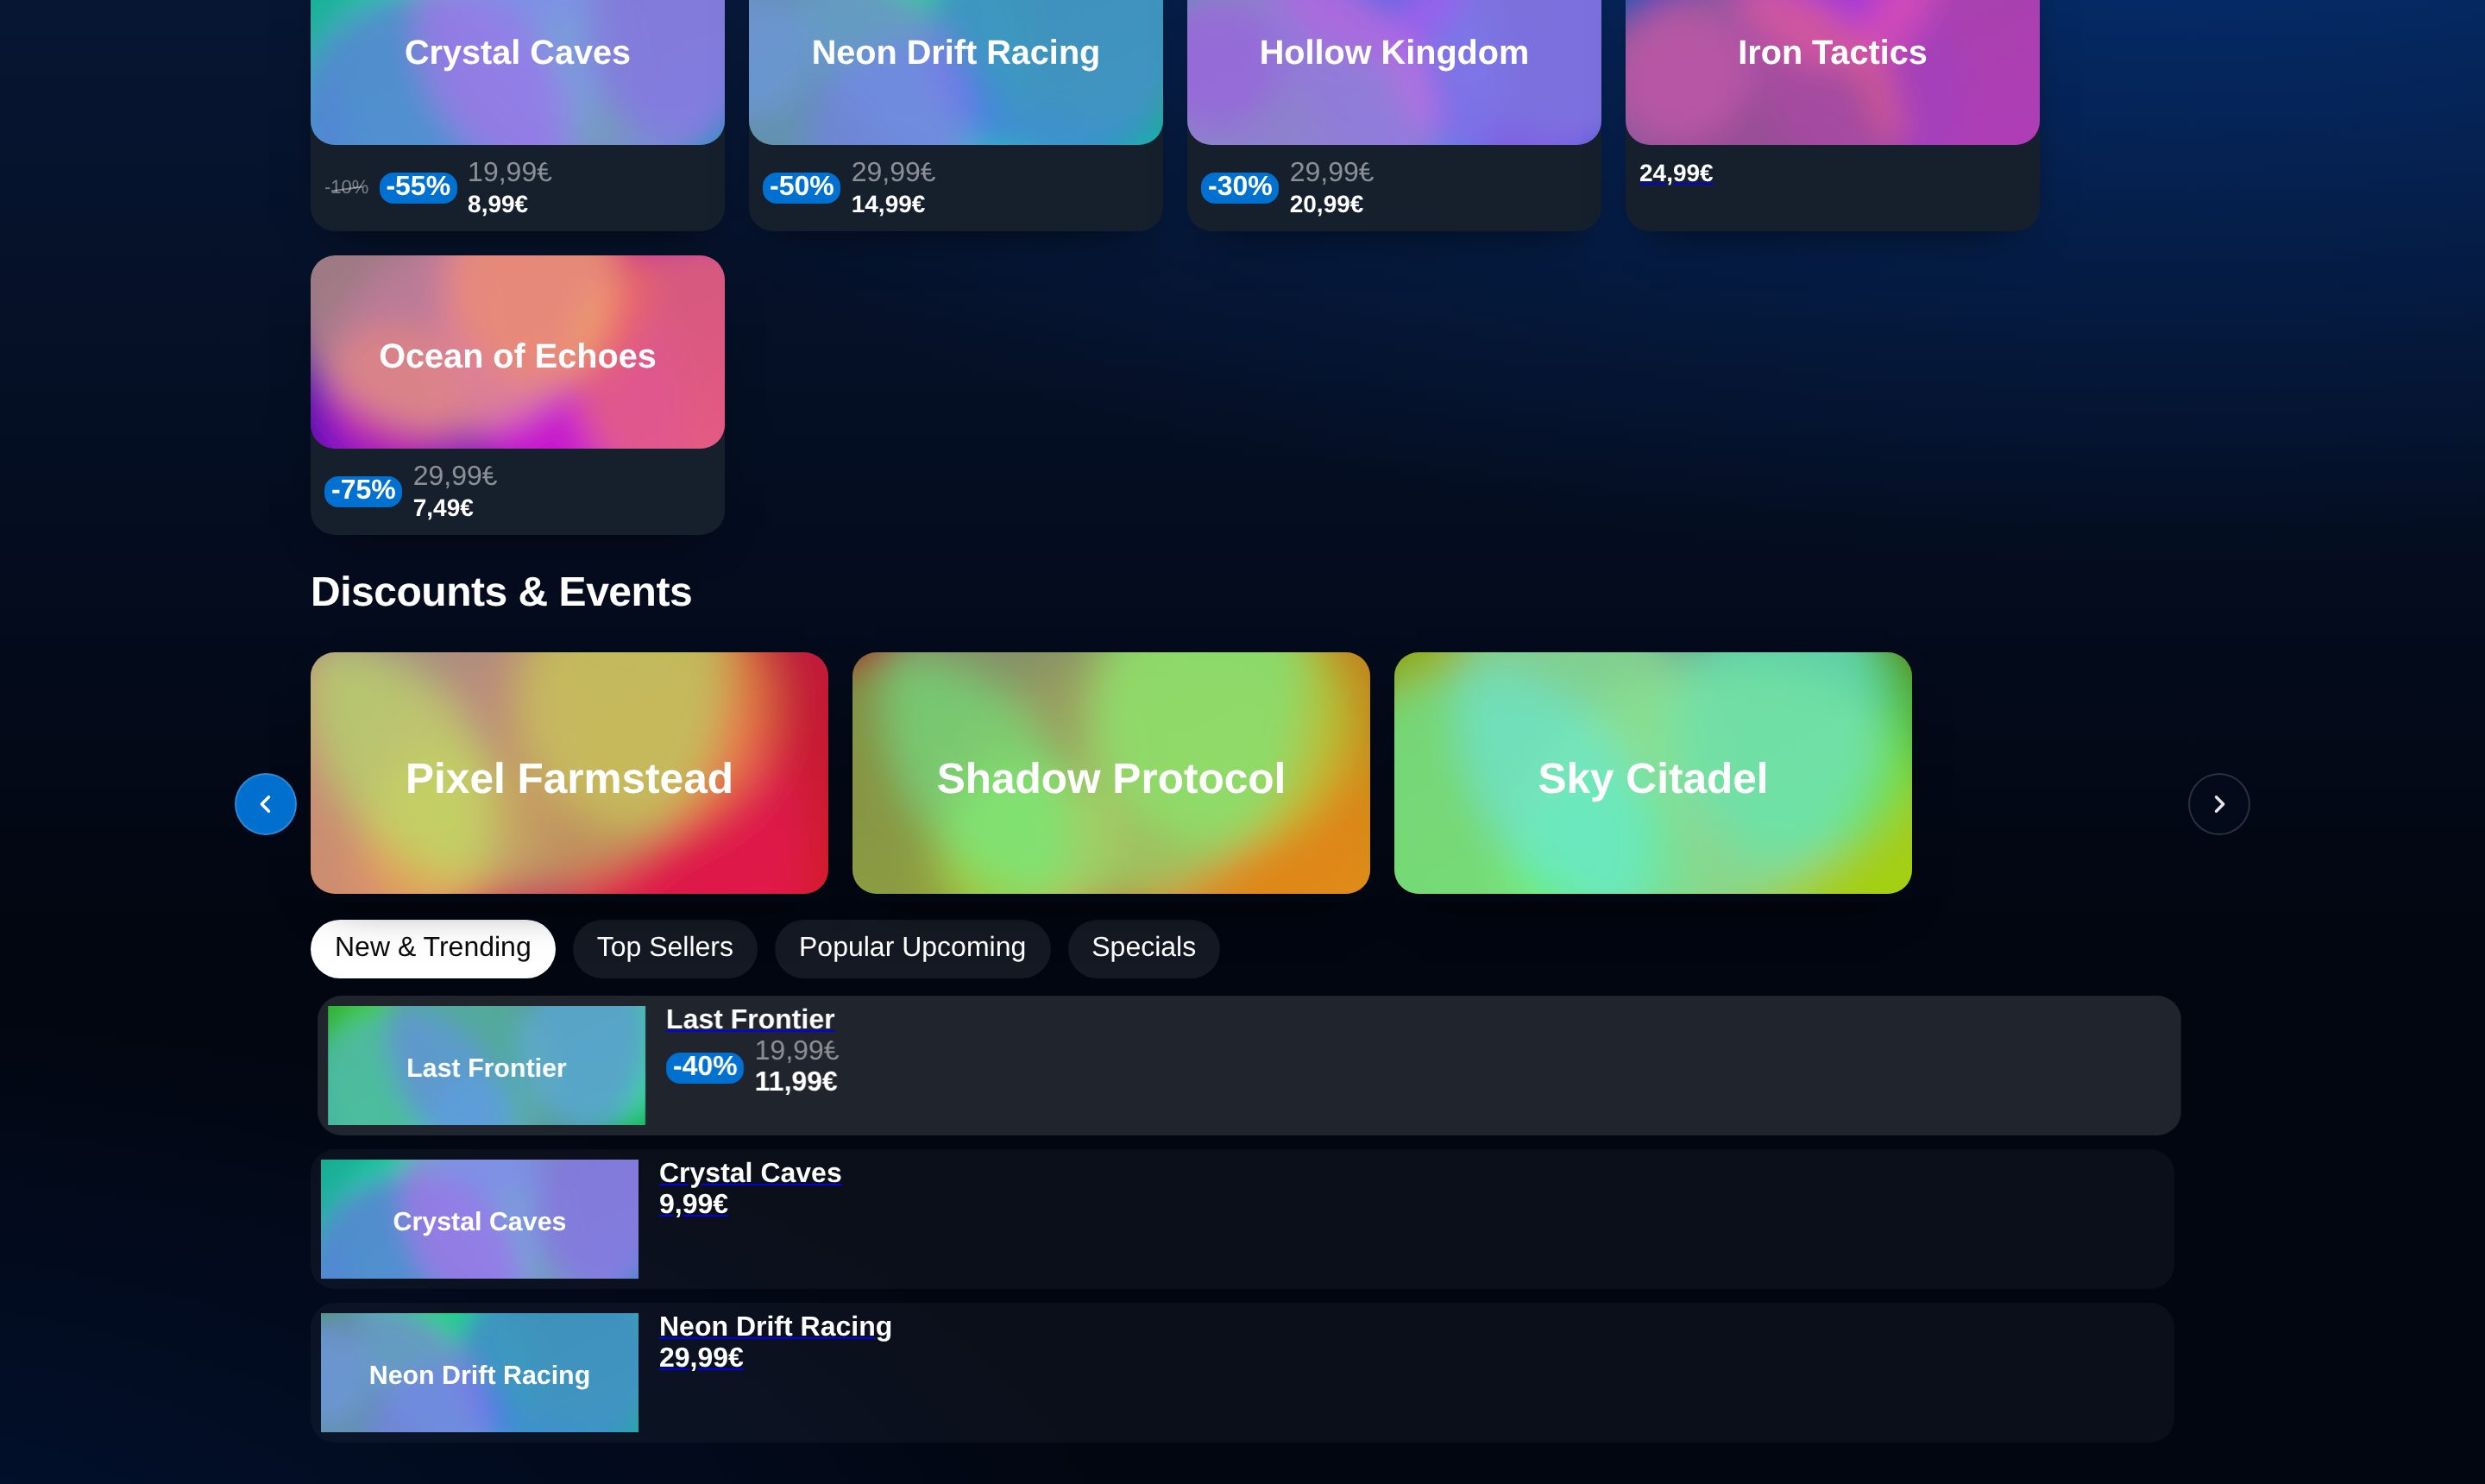 Crystal Caves
Neon Drift Racing
Hollow Kingdom
Iron Tactics
-10% -55% 19,99€
8,99€
-50% 29,99€
14,99€
-30% 29,99€
20,99€
24,99€
Ocean of Echoes
-75% 29,99€
7,49€
Discounts & Events
Pixel Farmstead
Shadow Protocol
Sky Citadel
New & Trending
Top Sellers
Popular Upcoming
Specials
Last Frontier
Last Frontier
-40% 19,99€
11,99€
Crystal Caves
Crystal Caves
9,99€
Neon Drift Racing
Neon Drift Racing
29,99€